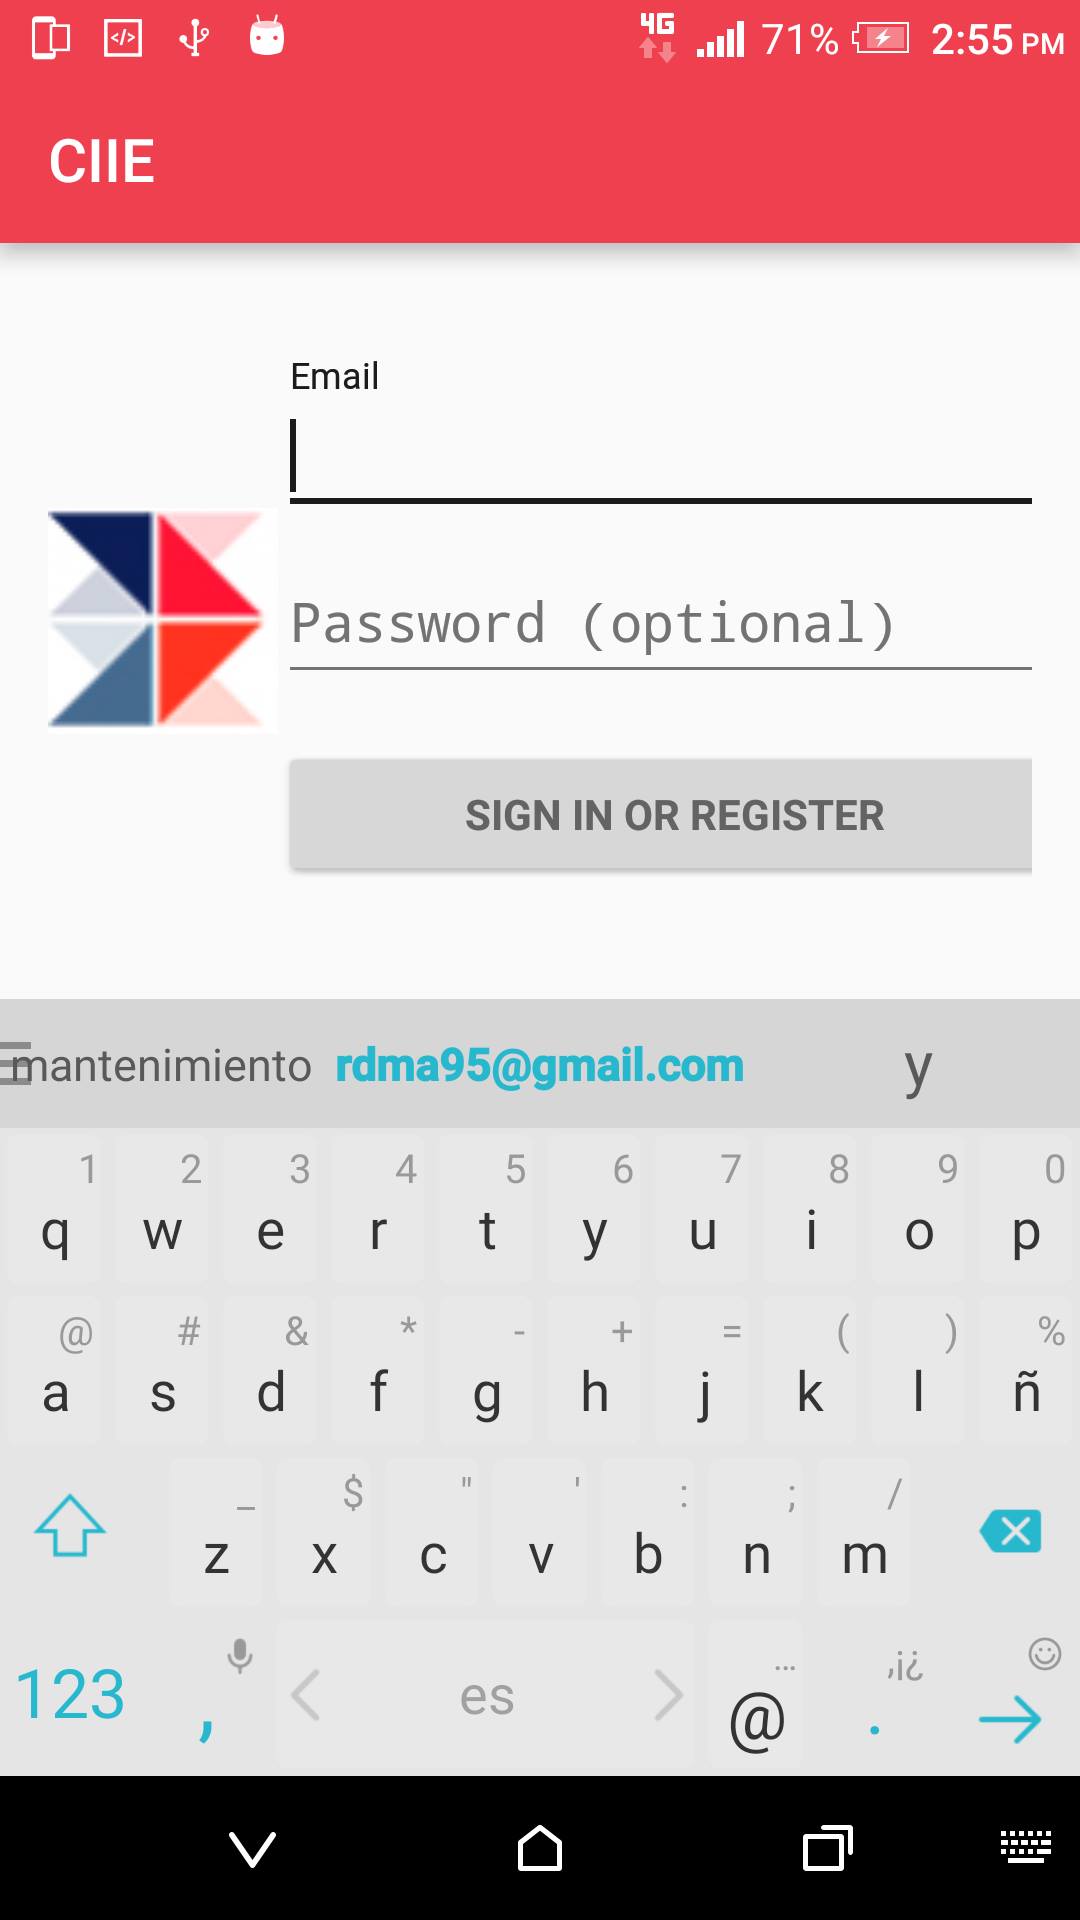 4G 71% 2:55 PM
CIIE
Email
Password (optional)
SIGN IN OR REGISTER
mantenimiento rdma95@gmail.com y
1 2 3 4 5 6 7 8 9 0
q w e r t y u i o p
@ # & * - + = ( ) %
a s d f g h j k l ñ
_ $ " ' : ; /
z x c v b n m
... ,¡¿
123 , es @ .